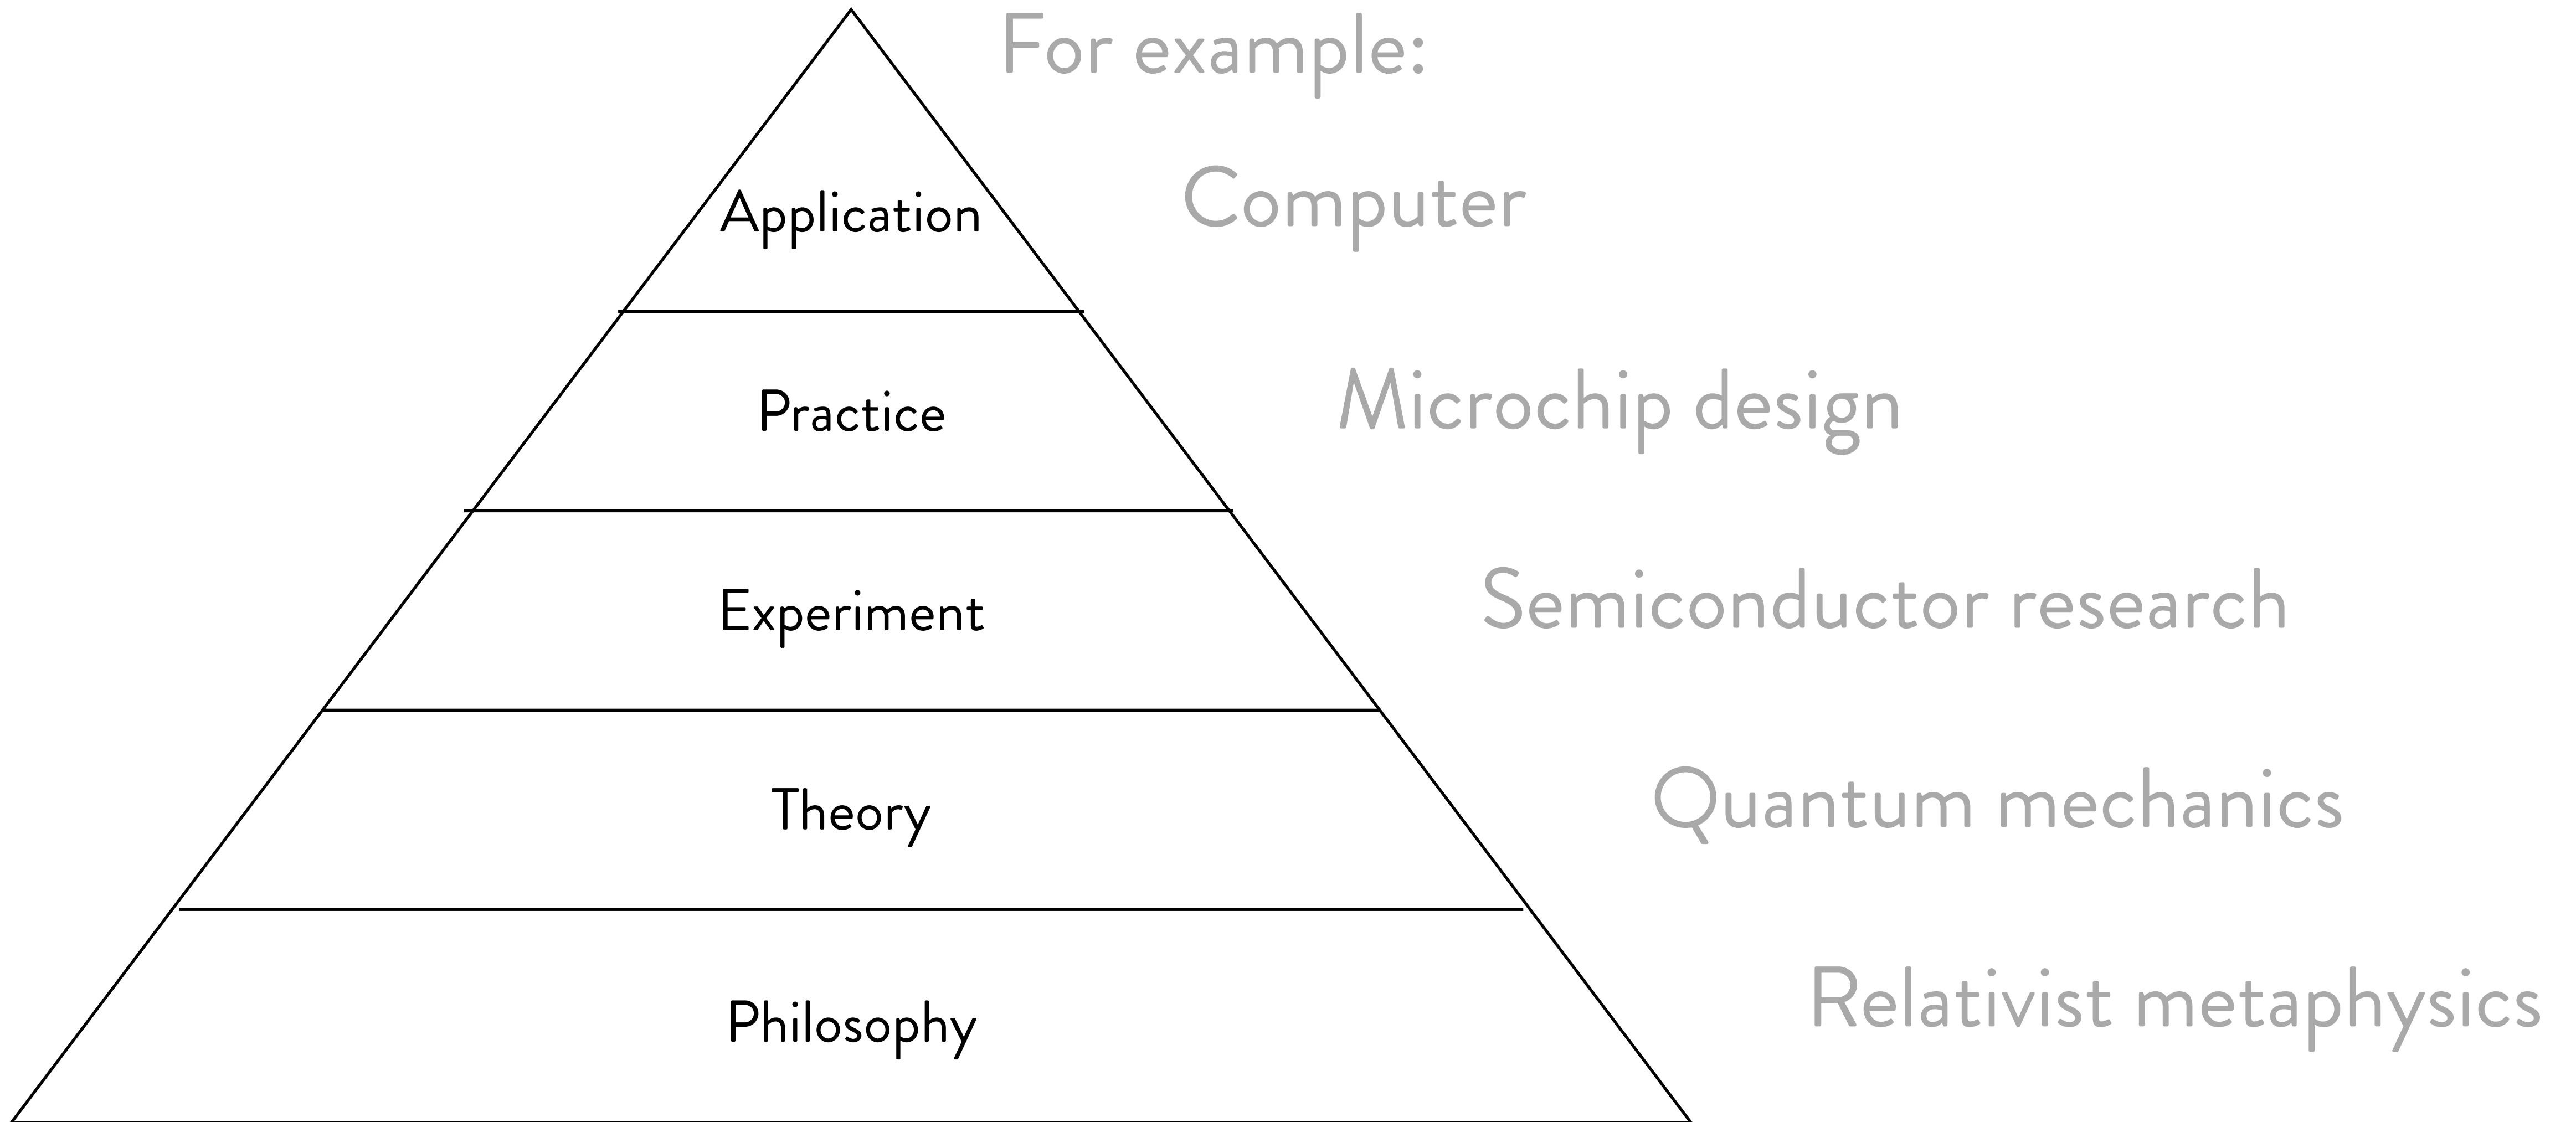 For example:
Application
Computer
Practice
Microchip design
Experiment
Semiconductor research
Theory
Quantum mechanics
Philosophy
Relativist metaphysics